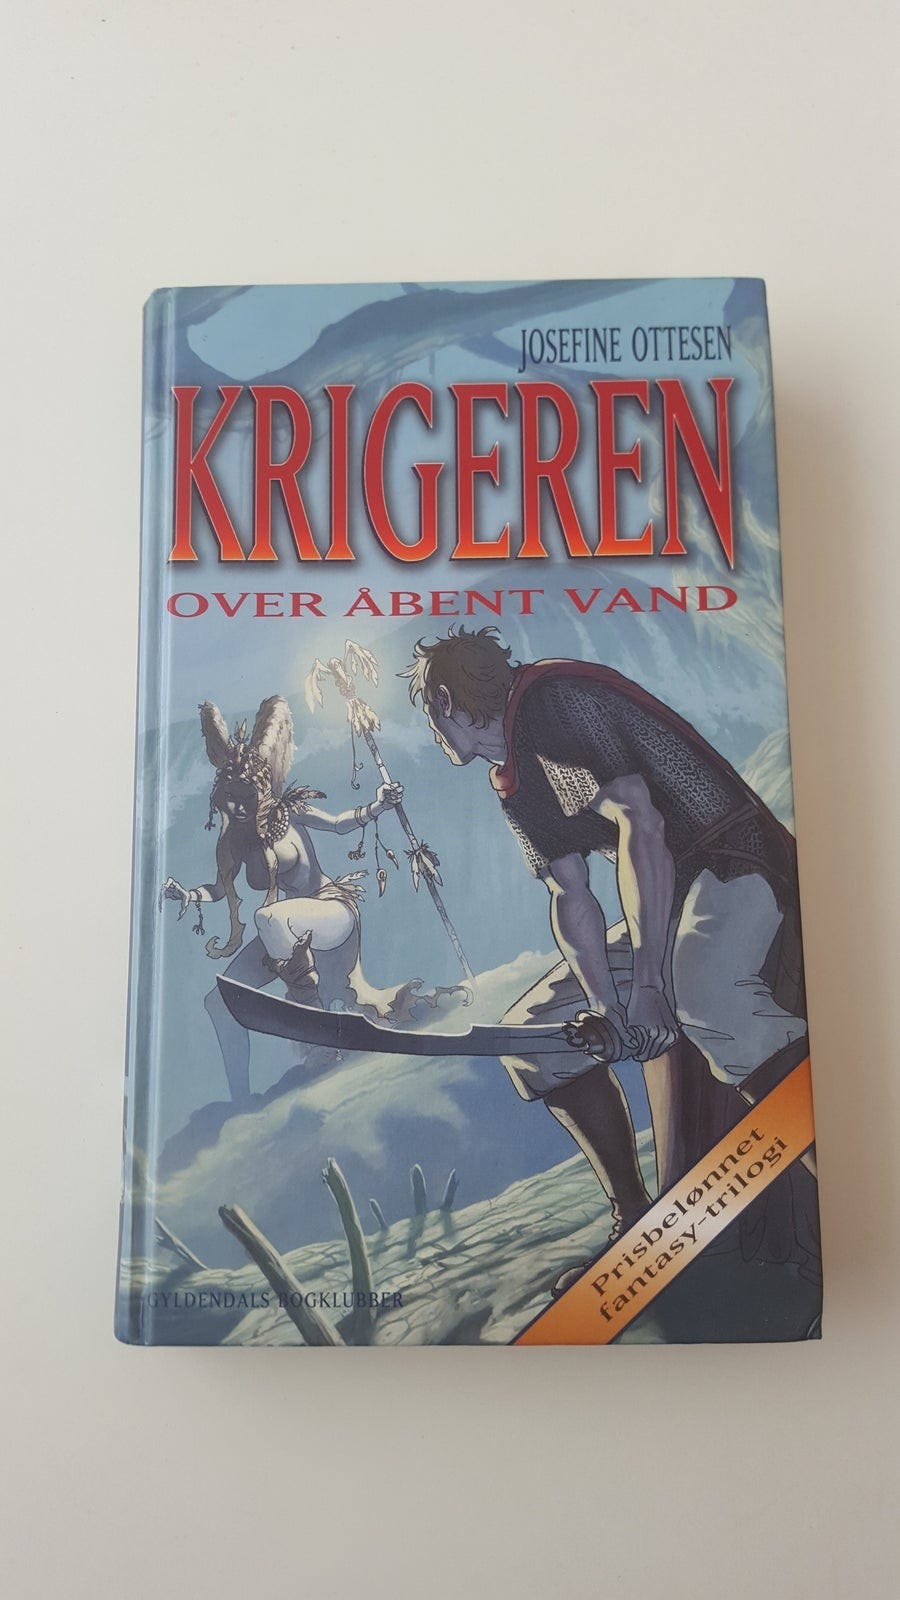 JOSEFINE OTTESEN
KRIGEREN
OVER ÅBENT VAND
Prisbelønnet
fantasy-trilogi
GYLDENDALS BOGKLUBBER